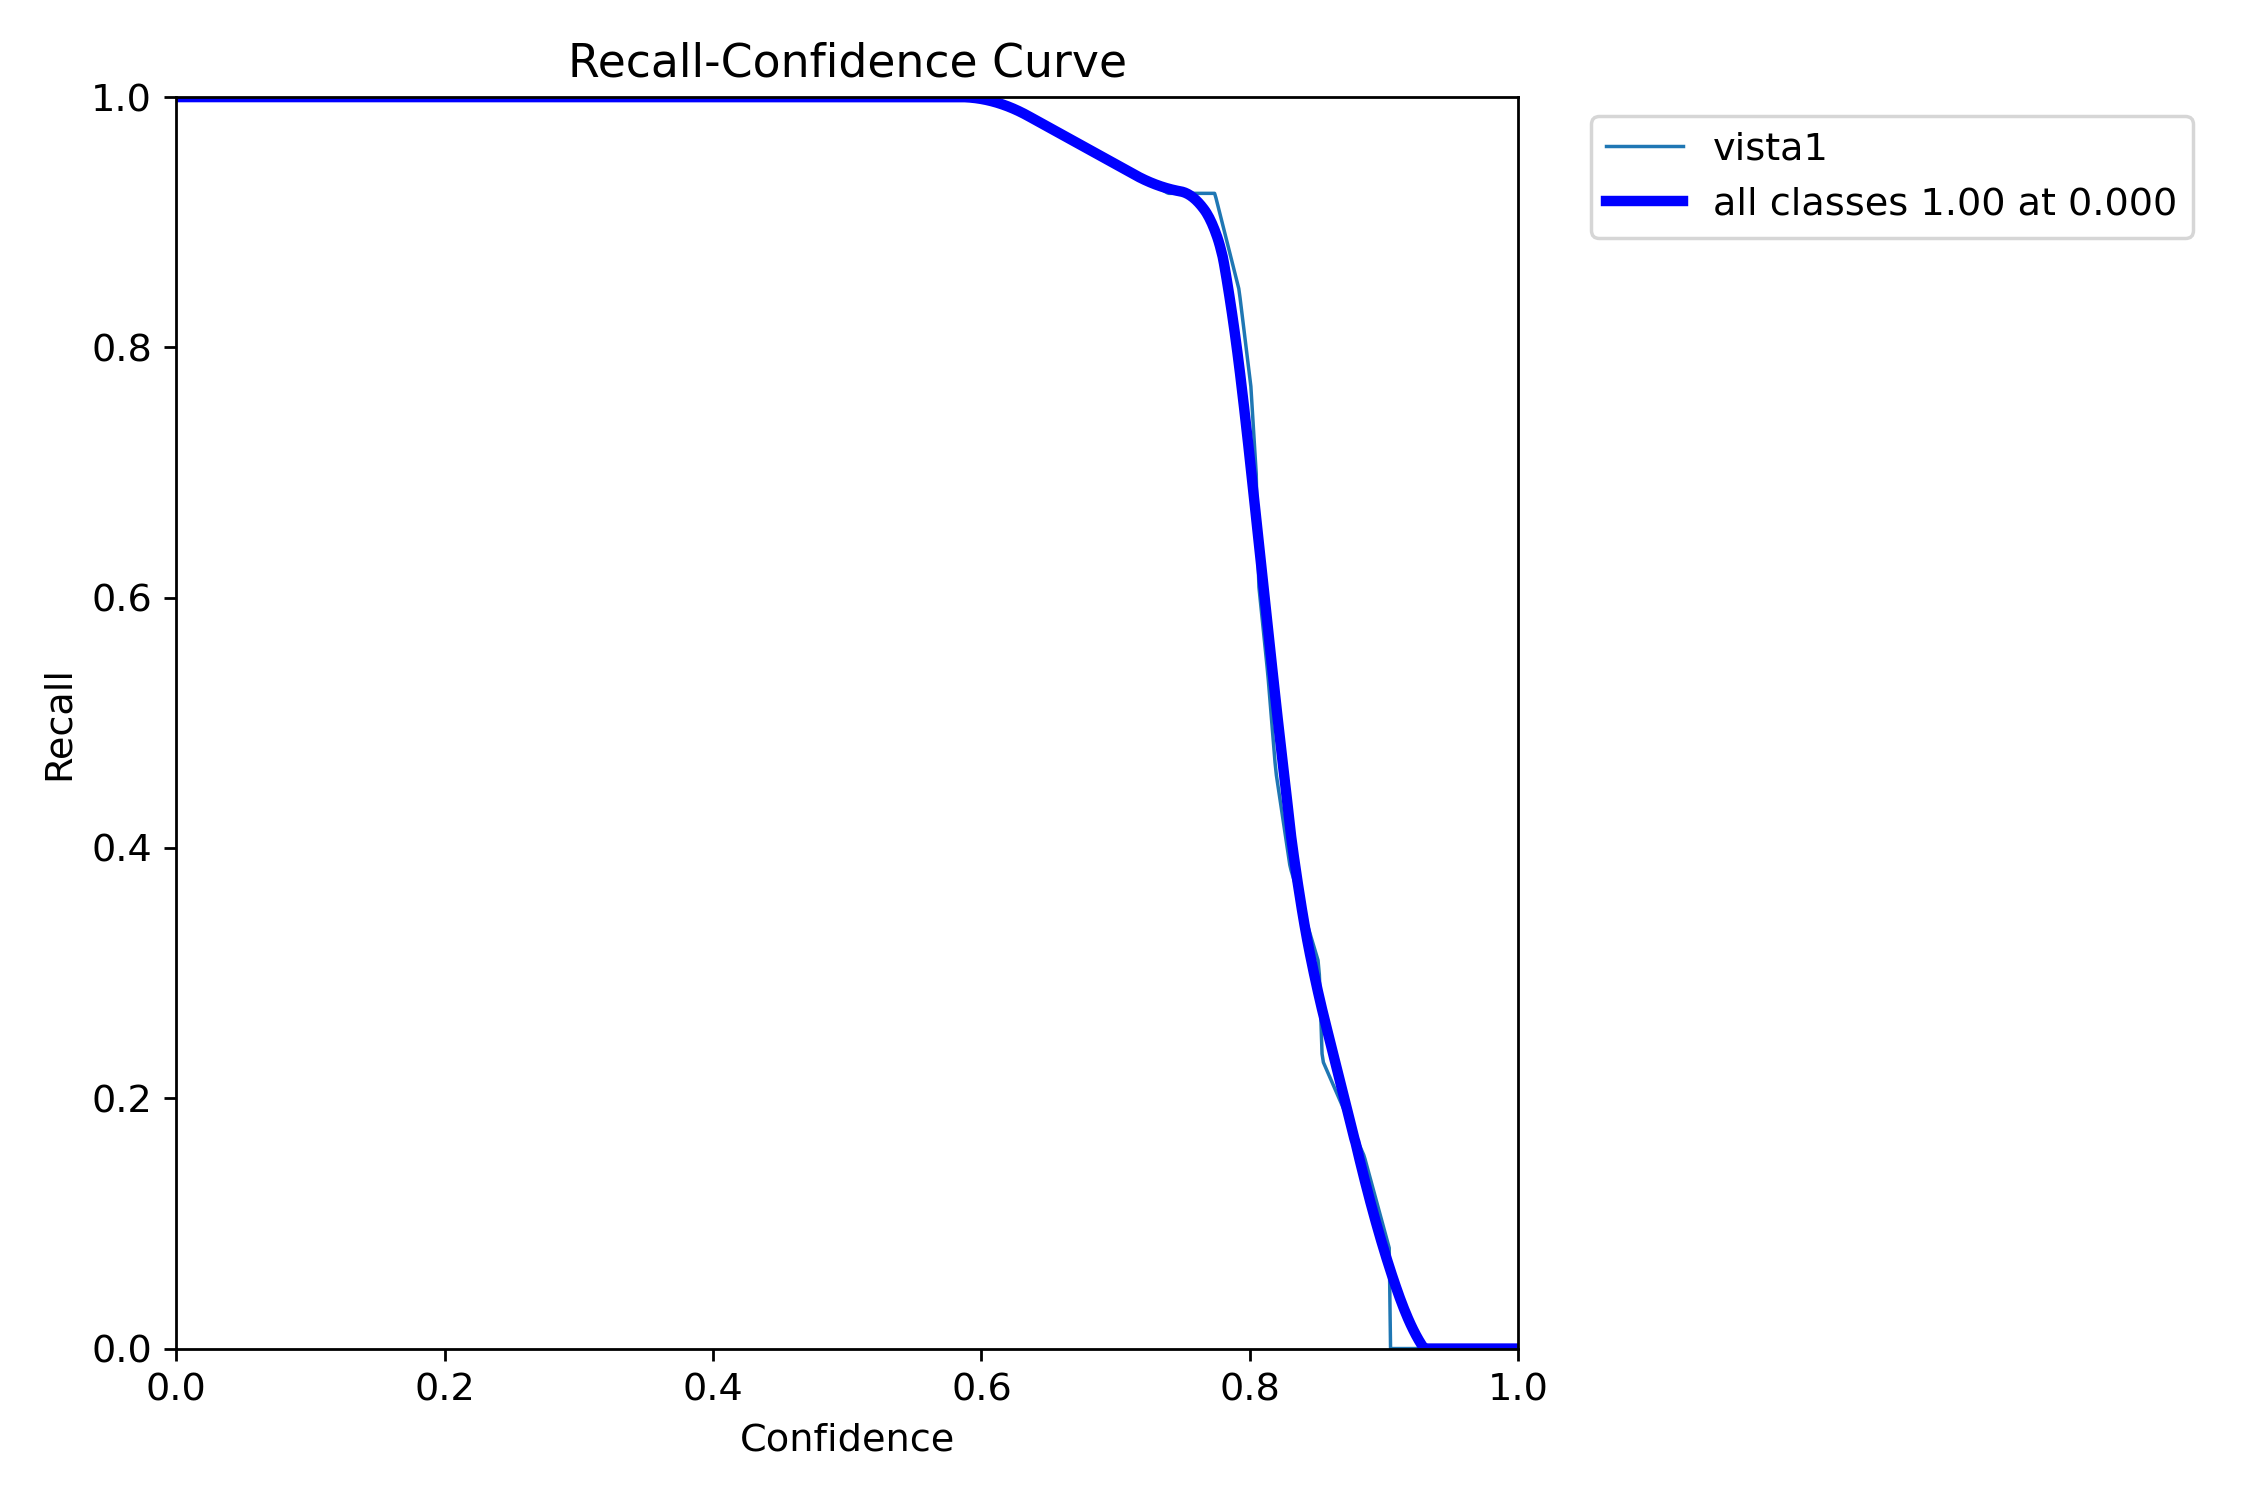 Recall-Confidence Curve
vista1
all classes 1.00 at 0.000
Recall
1.0
0.8
0.6
0.4
0.2
0.0
0.0 0.2 0.4 0.6 0.8 1.0
Confidence